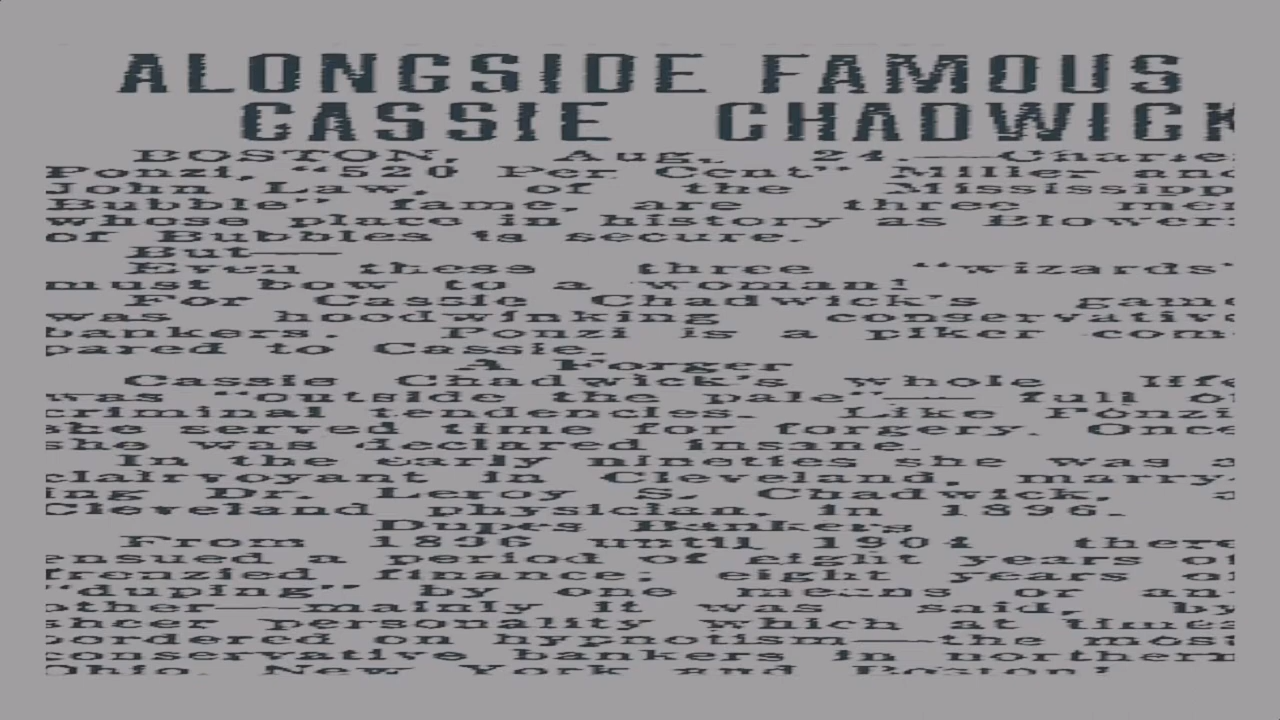 ALONGSIDE FAMOUS
CASSIE CHADWICK
BOSTON, Aug. 24.—Charles
Ponzi, "520 Per Cent" Miller and
John Law, of the Mississippi
Bubble" fame, are three men
whose place in history as Blowers
of Bubbles is secure.
But—
Even these three "wizards"
must bow to a woman!
For Cassie Chadwick's game
was hoodwinking conservative
bankers. Ponzi is a piker com-
pared to Cassie.
A Forger
Cassie Chadwick's whole life
was "outside the pale"— full of
criminal tendencies. Like Ponzi
she served time for forgery. Once
she was declared insane.
In the early nineties she was a
clairvoyant in Cleveland, marry-
ing Dr. Leroy S. Chadwick, a
Cleveland physician, in 1896.
Dupes Bankers
From 1896 until 1904 there
ensued a period of eight years of
frenzied finance; eight years of
"duping" by one means or an-
other—mainly it was said, by
sheer personality which at times
bordered on hypnotism—the most
conservative bankers in northern
Ohio, New York and Boston!